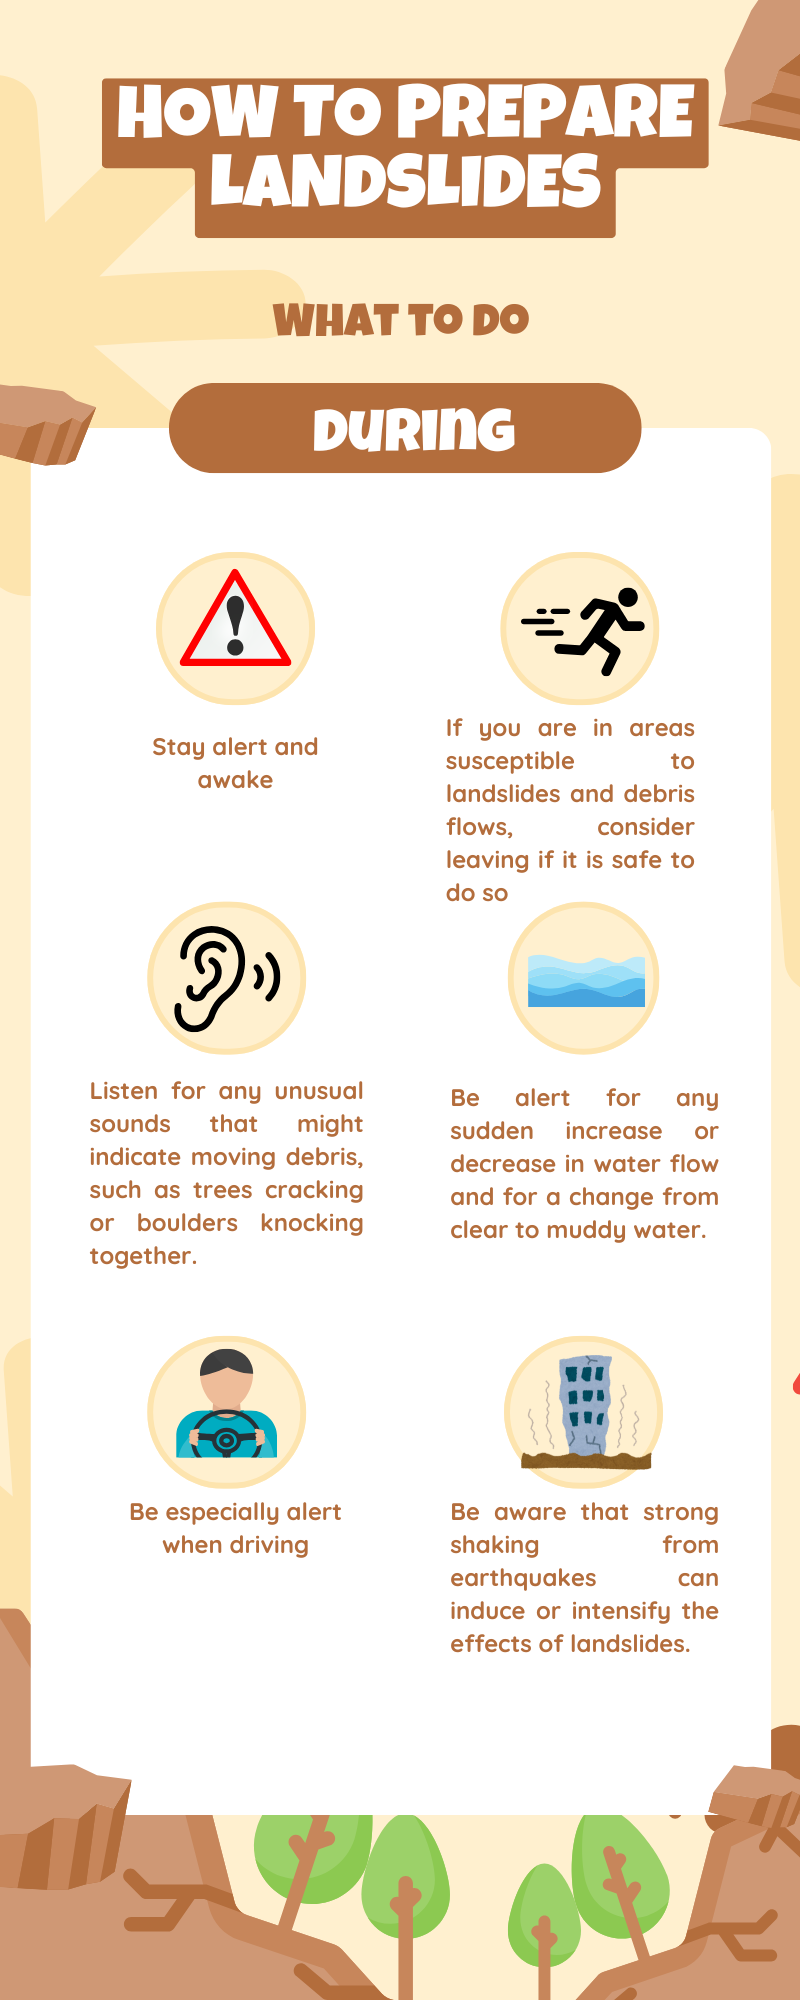 HOW TO PREPARE
LANDSLIDES
WHAT TO DO
DURING
Stay alert and
awake
If you are in areas
susceptible to
landslides and debris
flows, consider
leaving if it is safe to
do so
Listen for any unusual
sounds that might
indicate moving debris,
such as trees cracking
or boulders knocking
together.
Be alert for any
sudden increase or
decrease in water flow
and for a change from
clear to muddy water.
Be especially alert
when driving
Be aware that strong
shaking from
earthquakes can
induce or intensify the
effects of landslides.